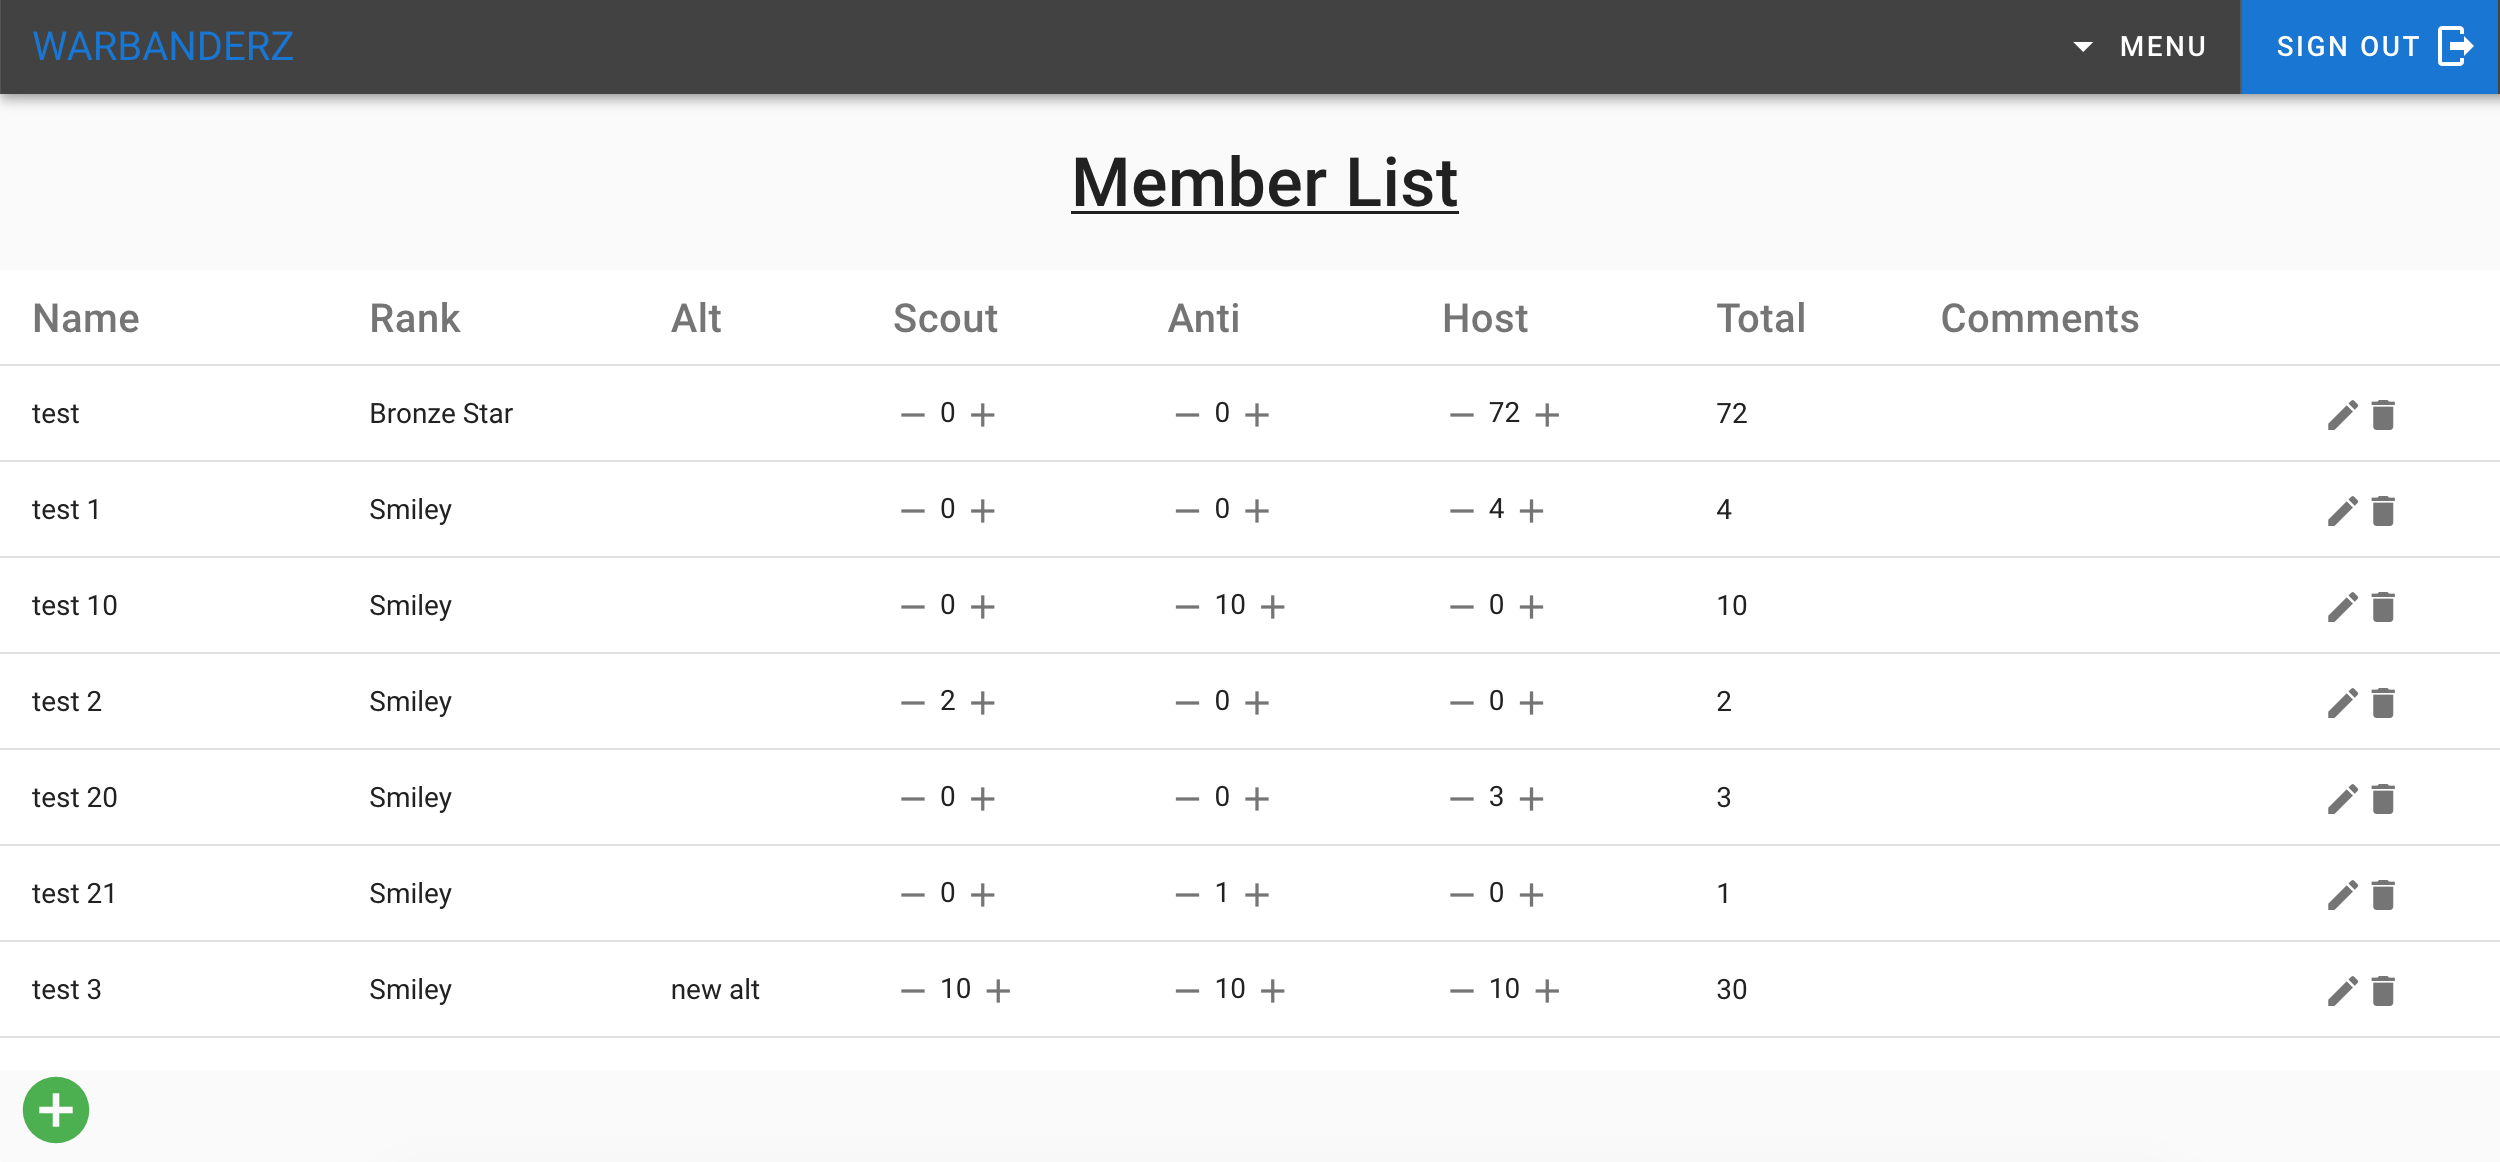 WARBANDERZ MENU SIGN OUT
Member List
Name Rank Alt Scout Anti Host Total Comments
test Bronze Star 0 0 72 72
test 1 Smiley 0 0 4 4
test 10 Smiley 0 10 0 10
test 2 Smiley 2 0 0 2
test 20 Smiley 0 0 3 3
test 21 Smiley 0 1 0 1
test 3 Smiley new alt 10 10 10 30